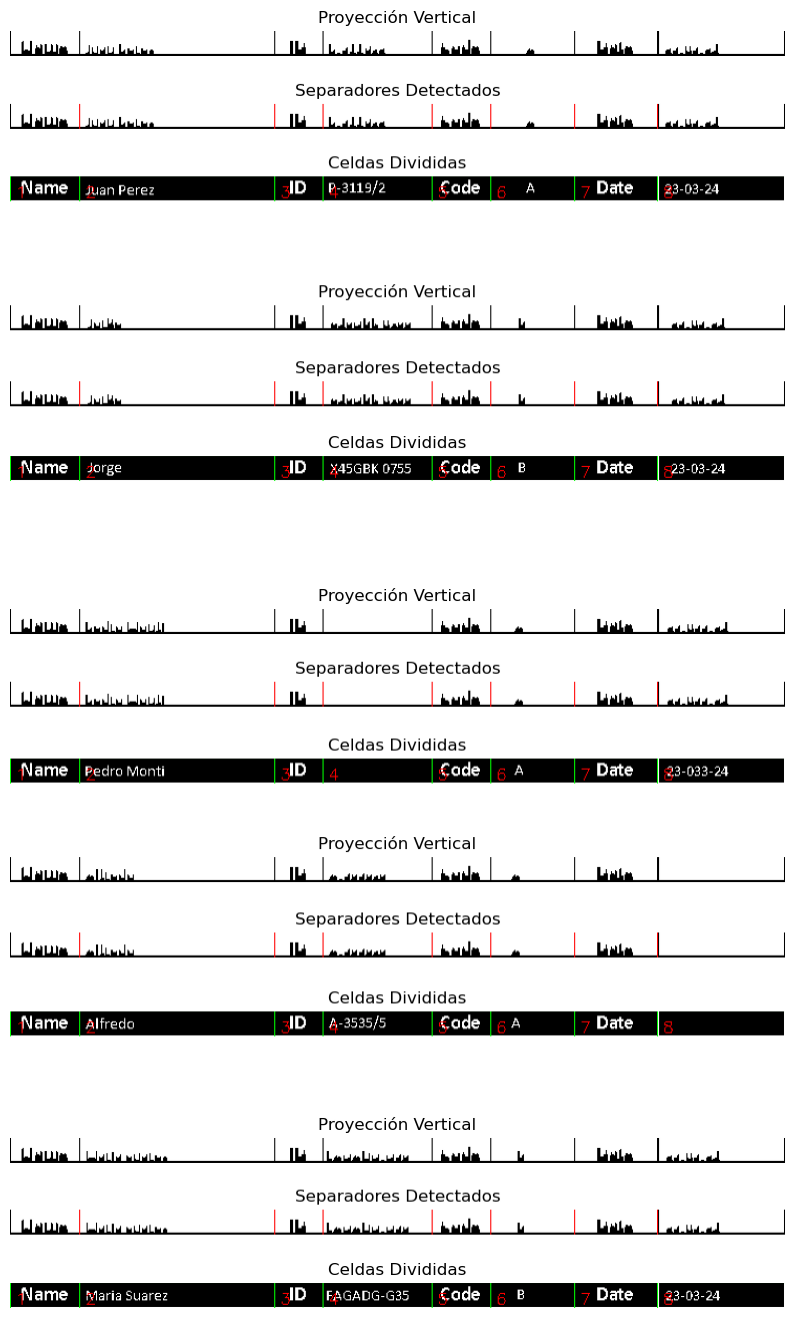 Proyección Vertical
Separadores Detectados
Celdas Divididas
1 Name 2 Juan Perez 3 ID 4 P-3119/2 5 Code 6 A 7 Date 8 23-03-24
Proyección Vertical
Separadores Detectados
Celdas Divididas
1 Name 2 Jorge 3 ID 4 X45GBK 0755 5 Code 6 B 7 Date 8 23-03-24
Proyección Vertical
Separadores Detectados
Celdas Divididas
1 Name 2 Pedro Monti 3 ID 4 5 Code 6 A 7 Date 8 23-033-24
Proyección Vertical
Separadores Detectados
Celdas Divididas
1 Name 2 Alfredo 3 ID 4 A-3535/5 5 Code 6 A 7 Date 8
Proyección Vertical
Separadores Detectados
Celdas Divididas
1 Name 2 Maria Suarez 3 ID 4 FAGADG-G35 5 Code 6 B 7 Date 8 23-03-24